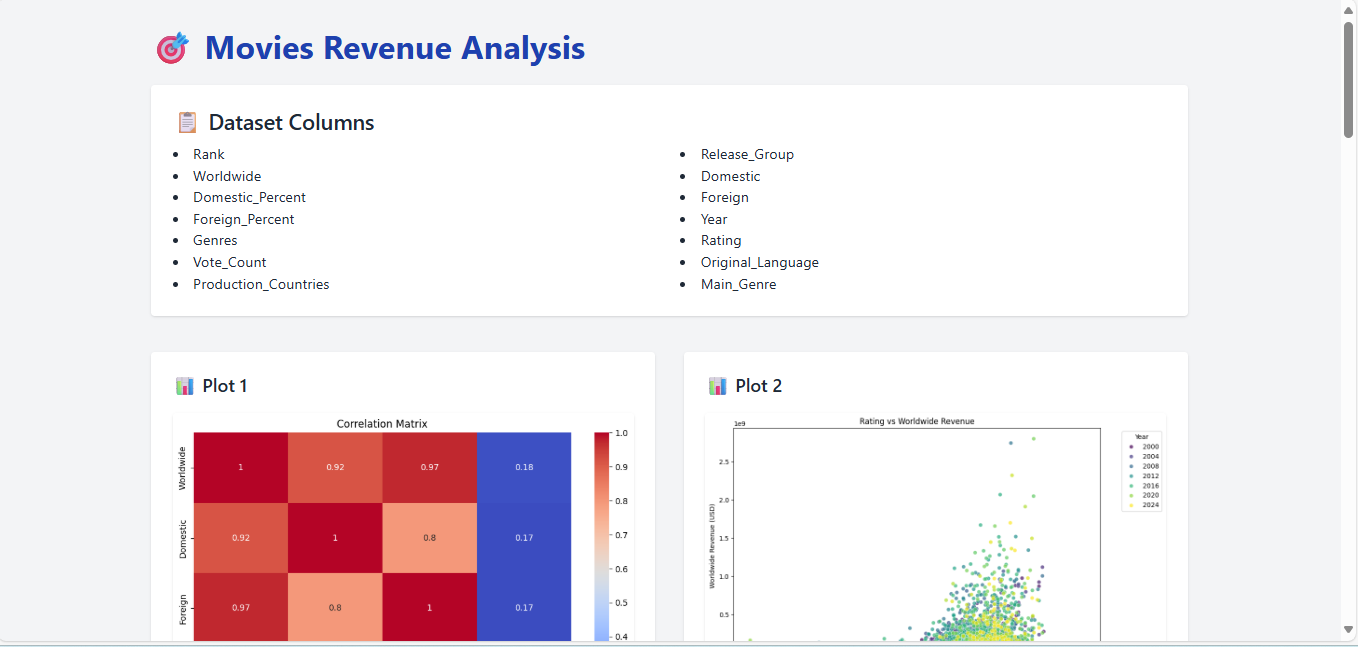 Movies Revenue Analysis
Dataset Columns
Rank
Worldwide
Domestic_Percent
Foreign_Percent
Genres
Vote_Count
Production_Countries
Release_Group
Domestic
Foreign
Year
Rating
Original_Language
Main_Genre
Plot 1
Correlation Matrix
Worldwide
1 0.92 0.97 0.18
Domestic
0.92 1 0.8 0.17
Foreign
0.97 0.8 1 0.17
1.0
0.9
0.8
0.7
0.6
0.5
0.4
Plot 2
Rating vs Worldwide Revenue
1e9
Worldwide Revenue (USD)
2.5
2.0
1.5
1.0
0.5
Year
2000
2004
2008
2012
2016
2020
2024